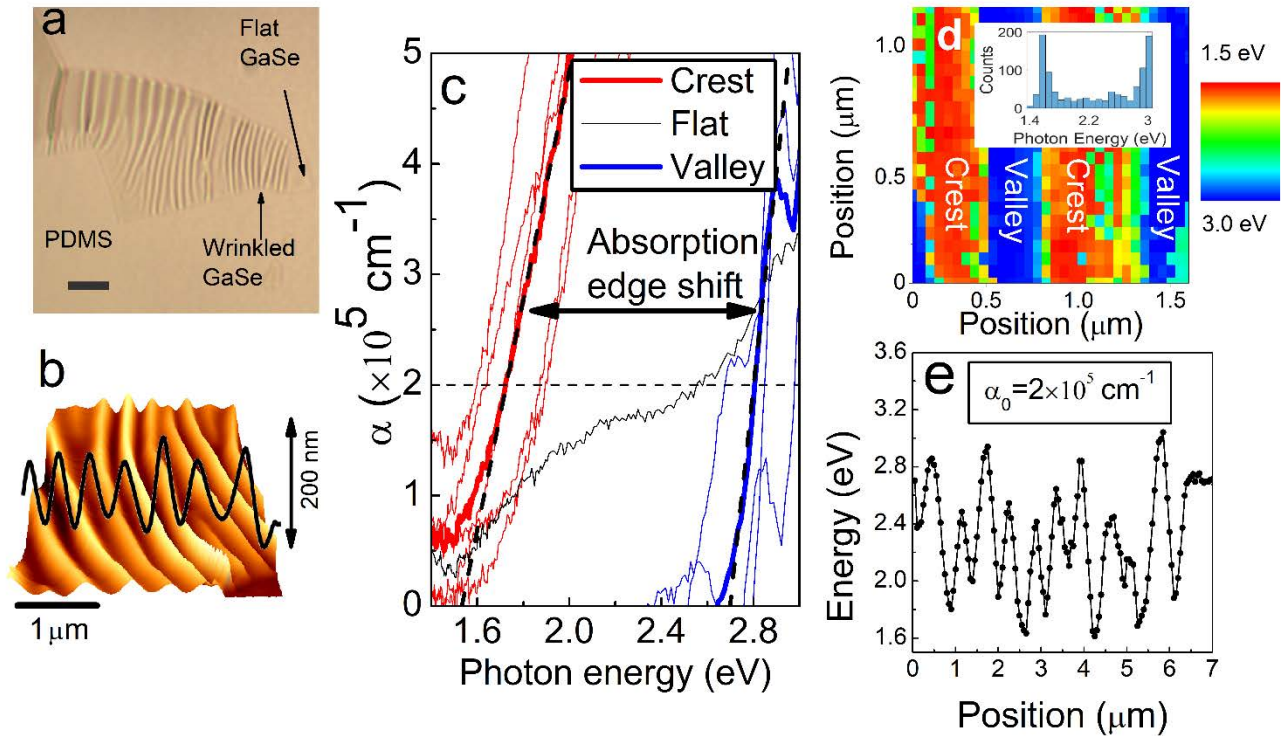 a
Flat
GaSe
PDMS
Wrinkled
GaSe
b
200 nm
1 μm
c
Crest
Flat
Valley
Absorption
edge shift
α (×10⁵ cm⁻¹)
5
4
3
2
1
0
1.6 2.0 2.4 2.8
Photon energy (eV)
d
Counts
200
100
0
1.4 2.2 3
Photon Energy (eV)
Crest
Valley
Crest
Valley
Position (μm)
1.0
0.5
0
0 0.5 1.0 1.5
Position (μm)
1.5 eV
3.0 eV
e
α₀=2×10⁵ cm⁻¹
Energy (eV)
3.6
3.2
2.8
2.4
2.0
1.6
0 1 2 3 4 5 6 7
Position (μm)